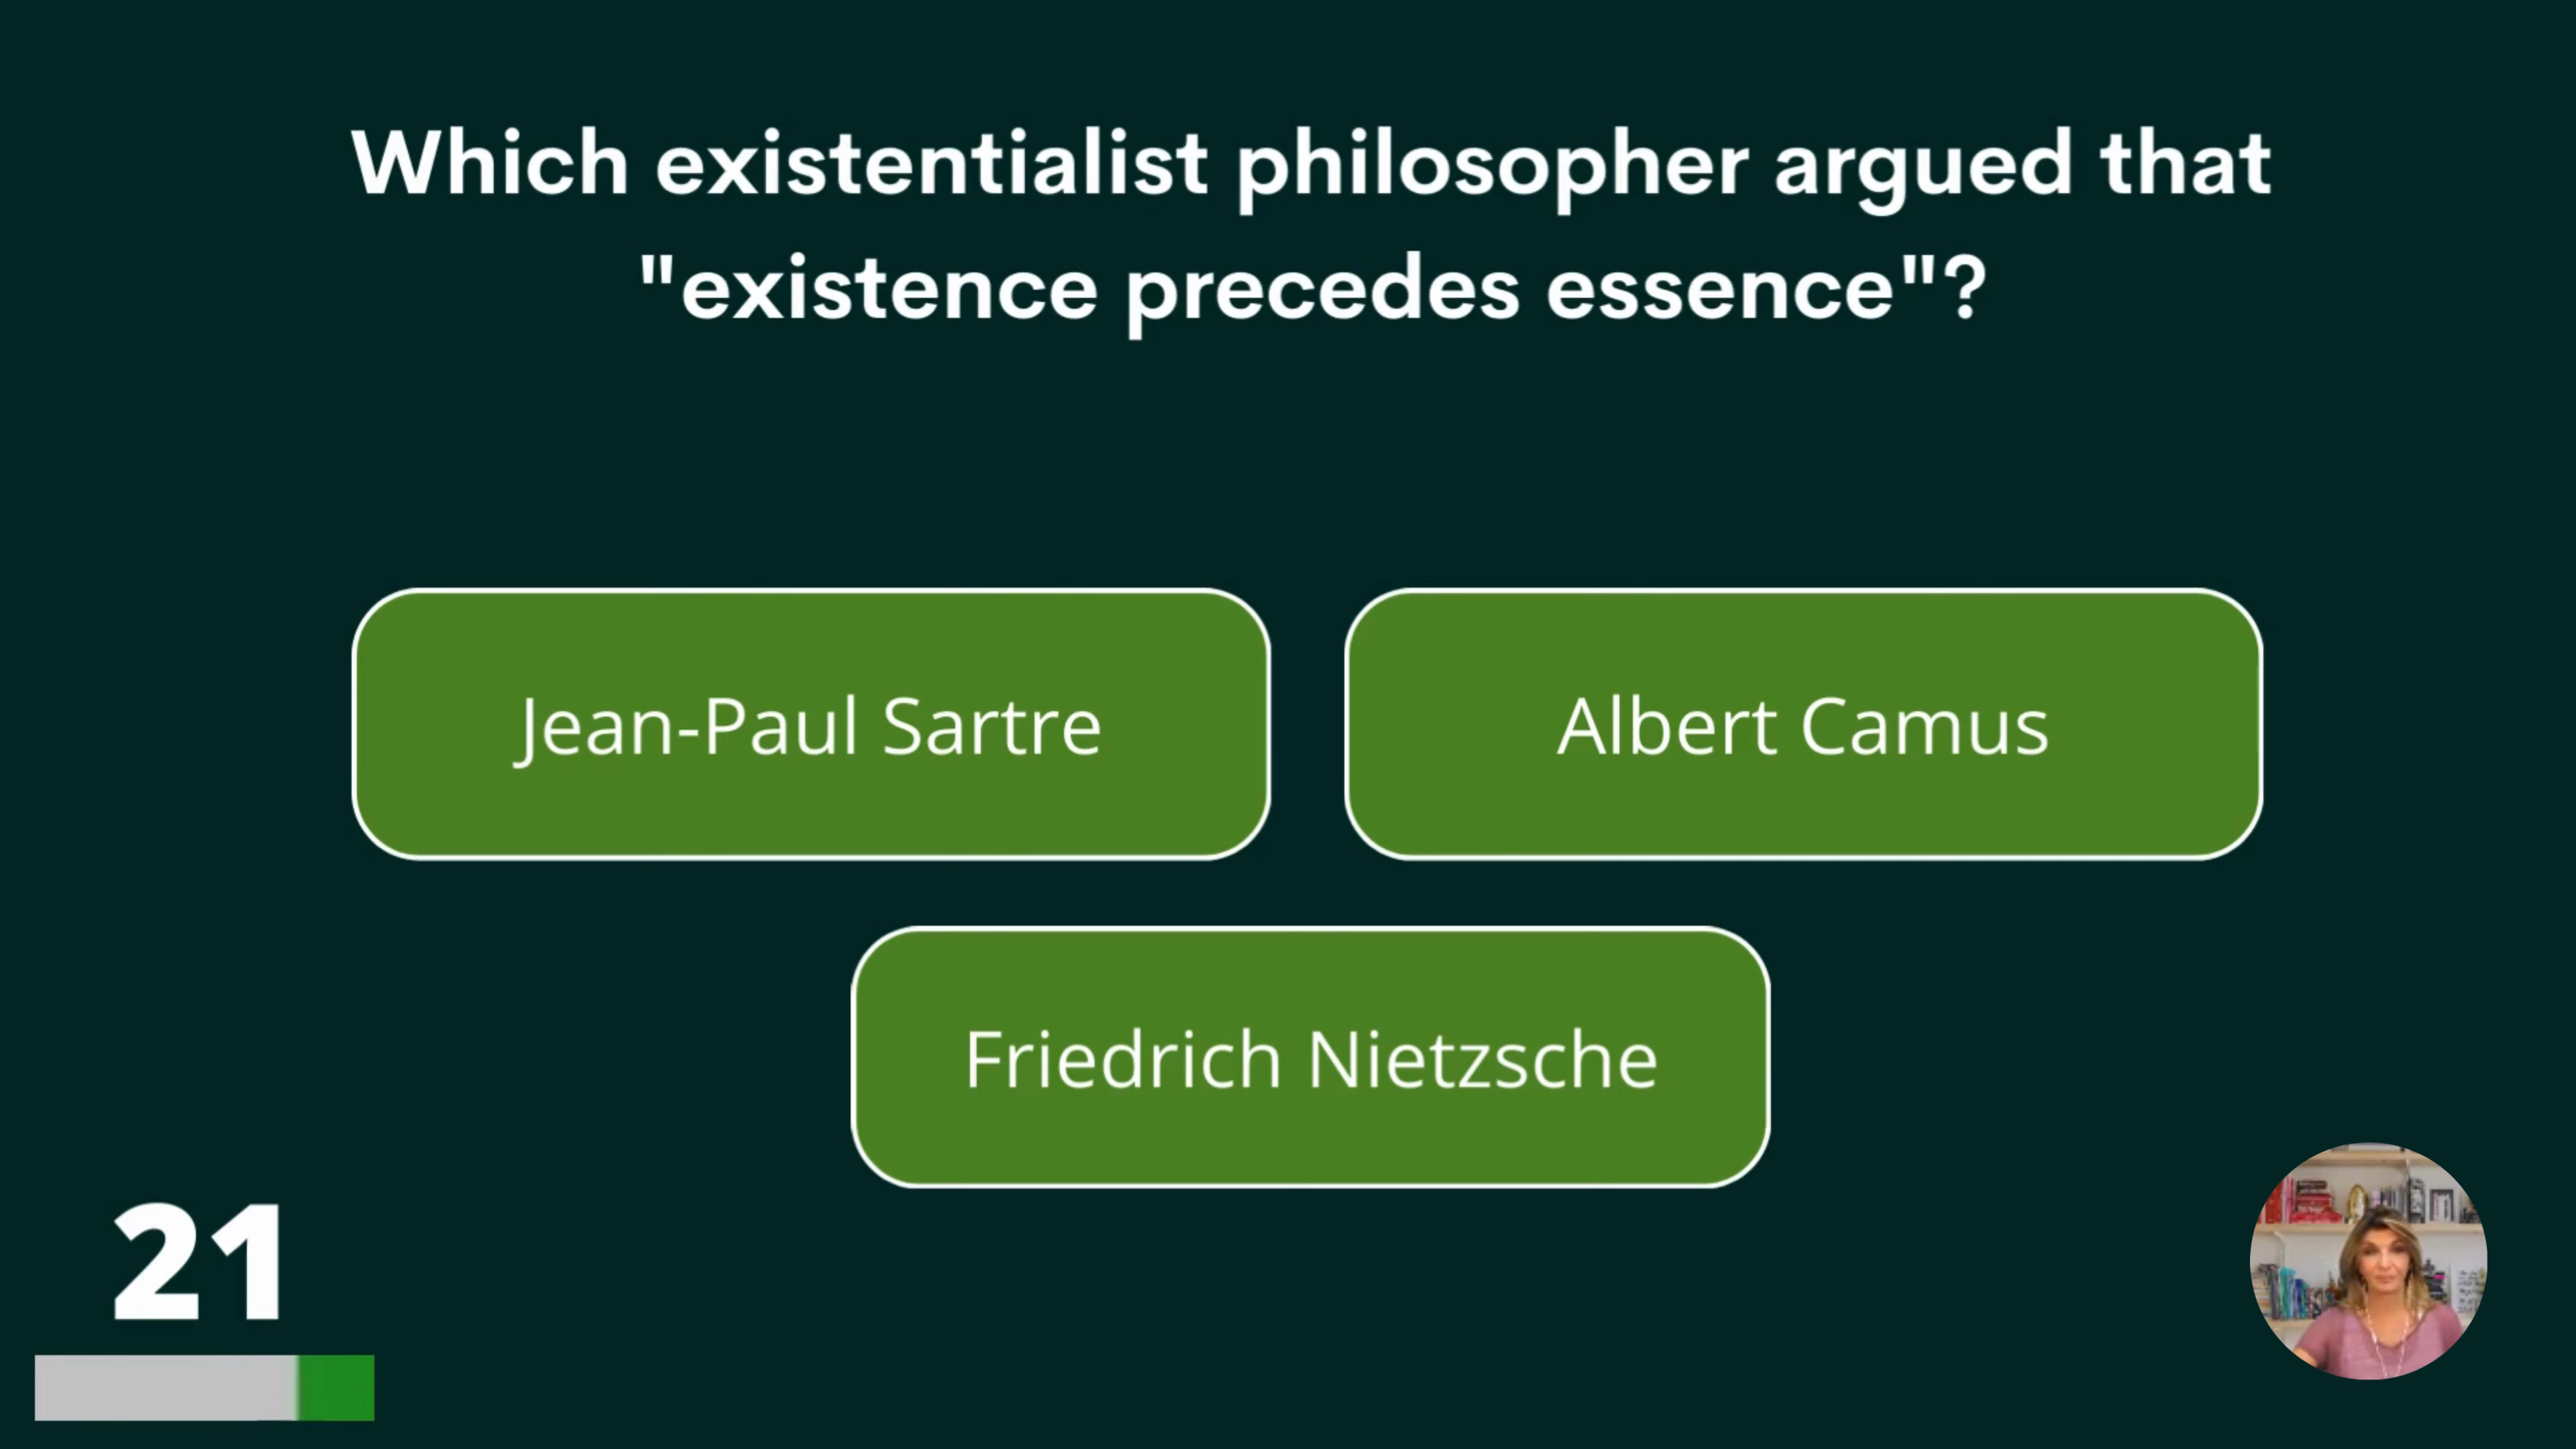 Which existentialist philosopher argued that
"existence precedes essence"?
Jean-Paul Sartre
Albert Camus
Friedrich Nietzsche
21